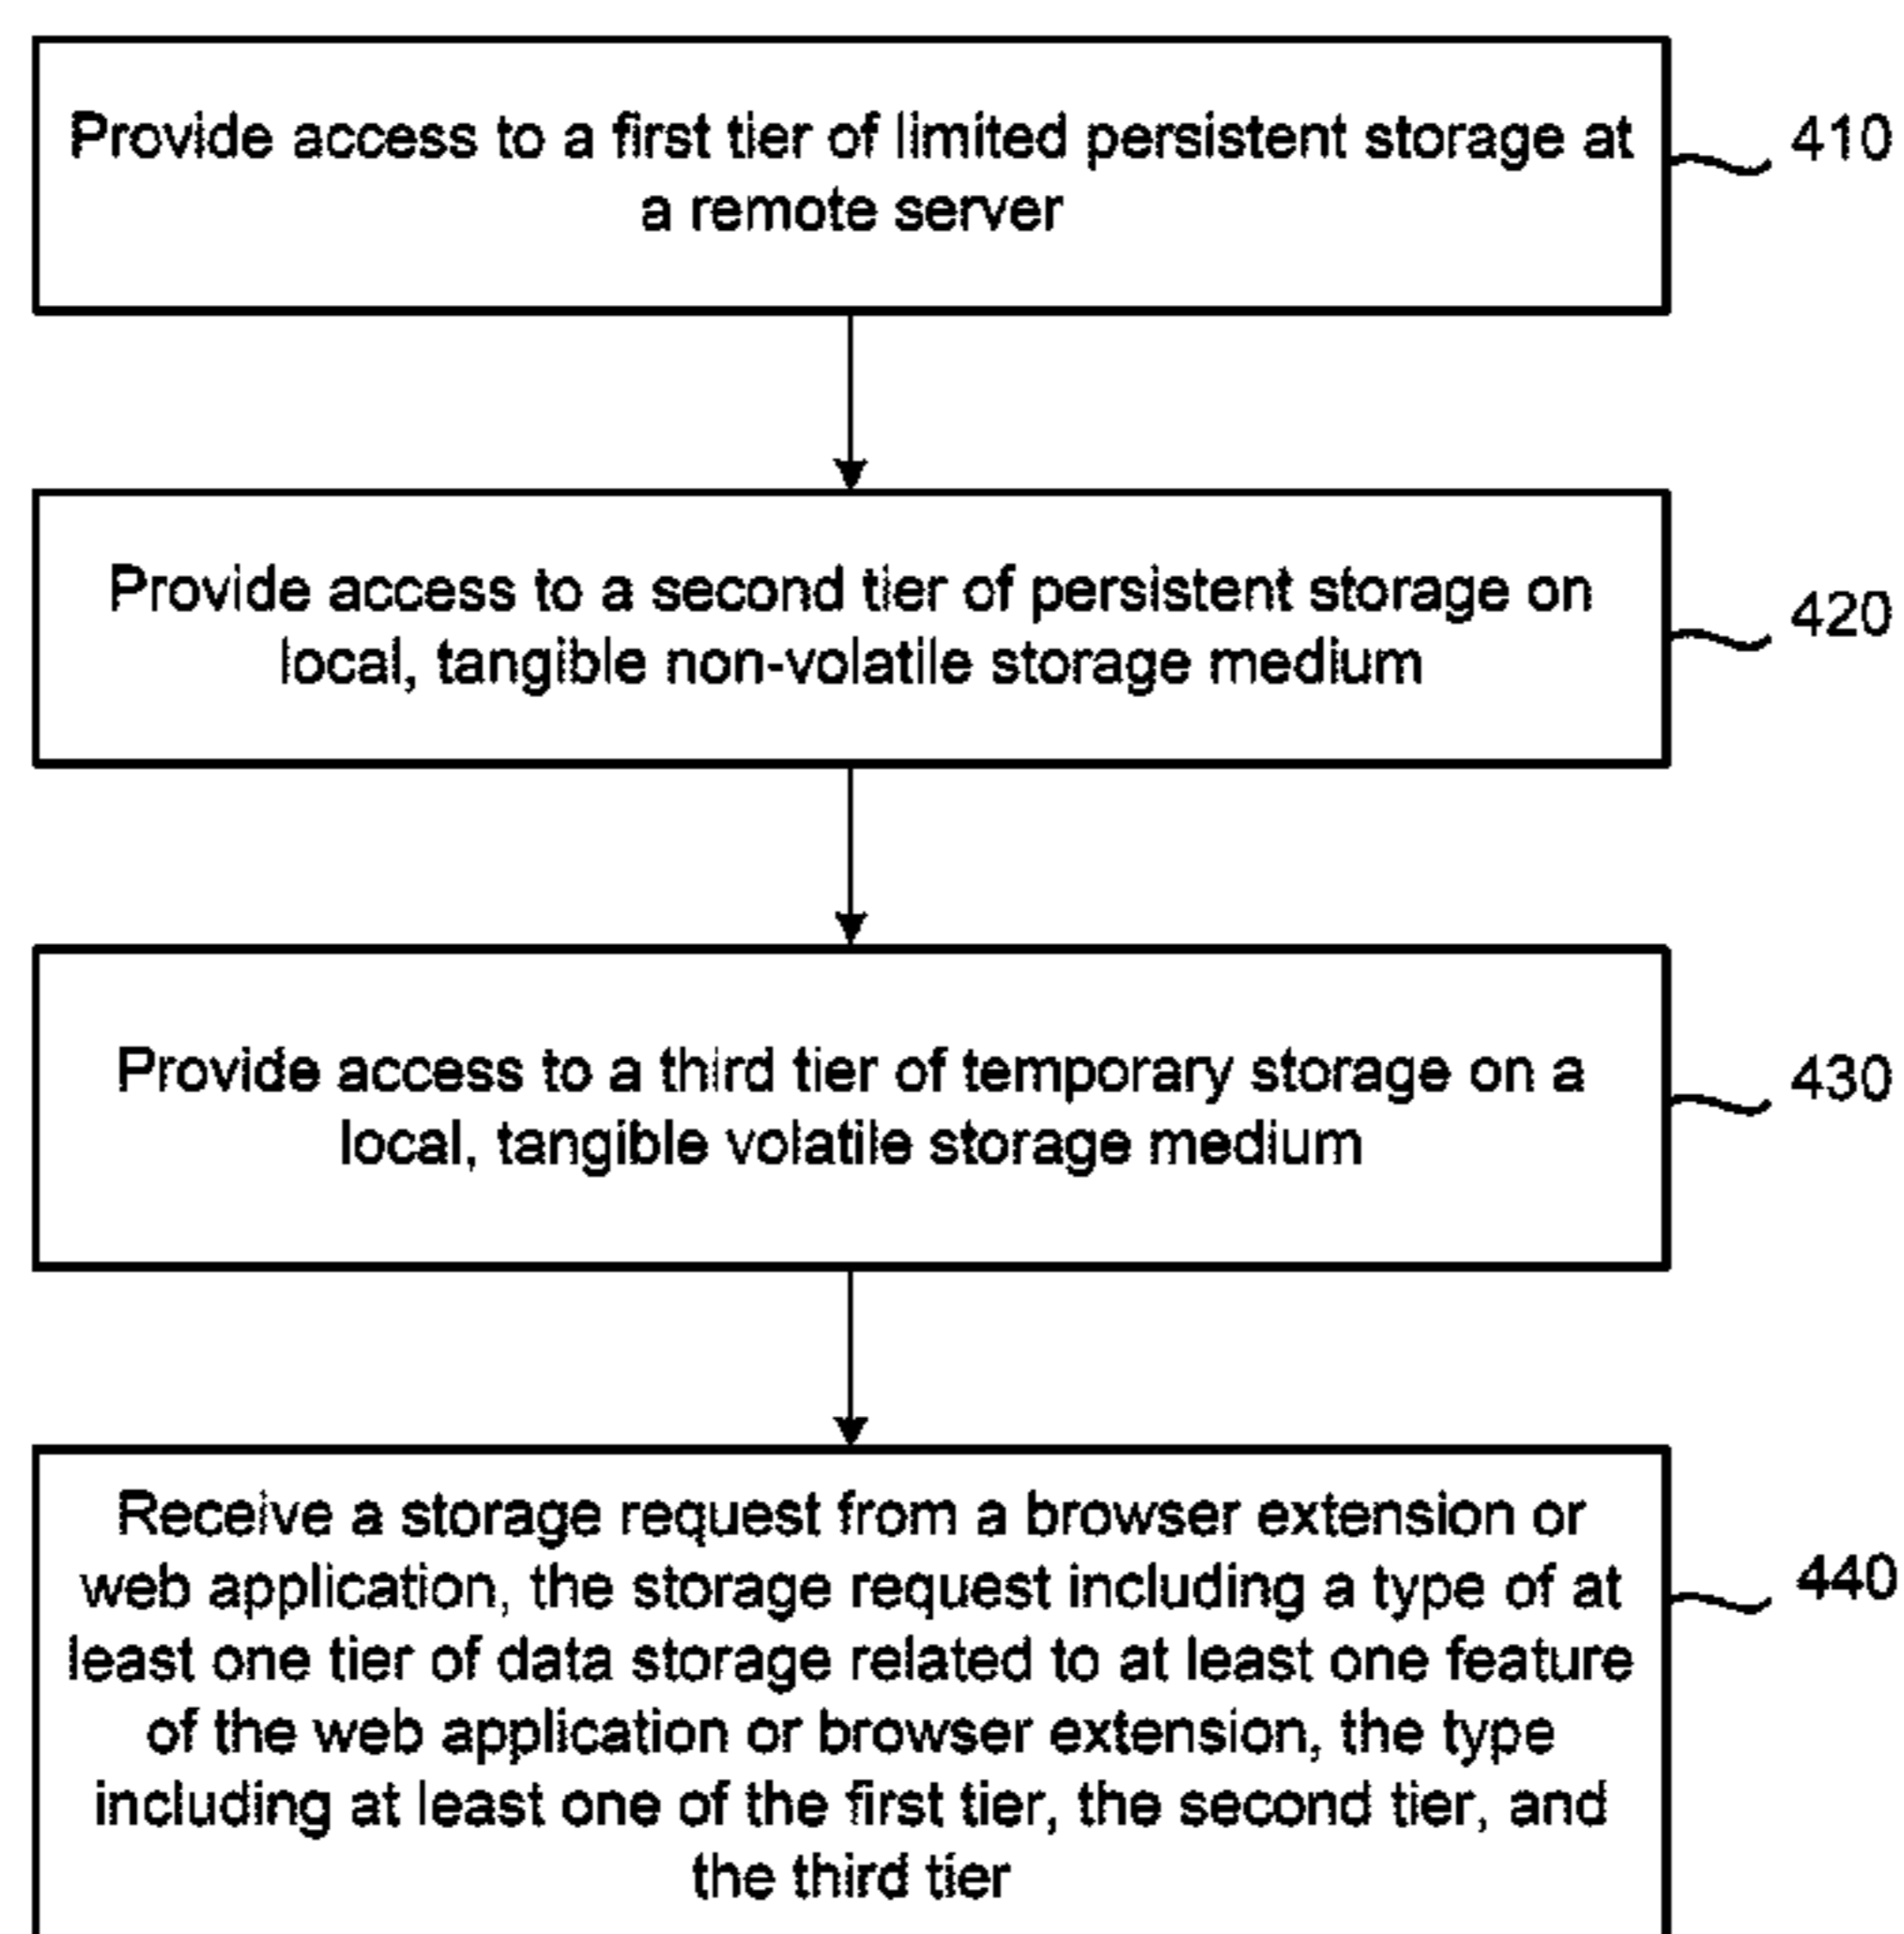 Provide access to a first tier of limited persistent storage at
a remote server
410
Provide access to a second tier of persistent storage on
local, tangible non-volatile storage medium
420
Provide access to a third tier of temporary storage on a
local, tangible volatile storage medium
430
Receive a storage request from a browser extension or
web application, the storage request including a type of at
least one tier of data storage related to at least one feature
of the web application or browser extension, the type
including at least one of the first tier, the second tier, and
the third tier
440